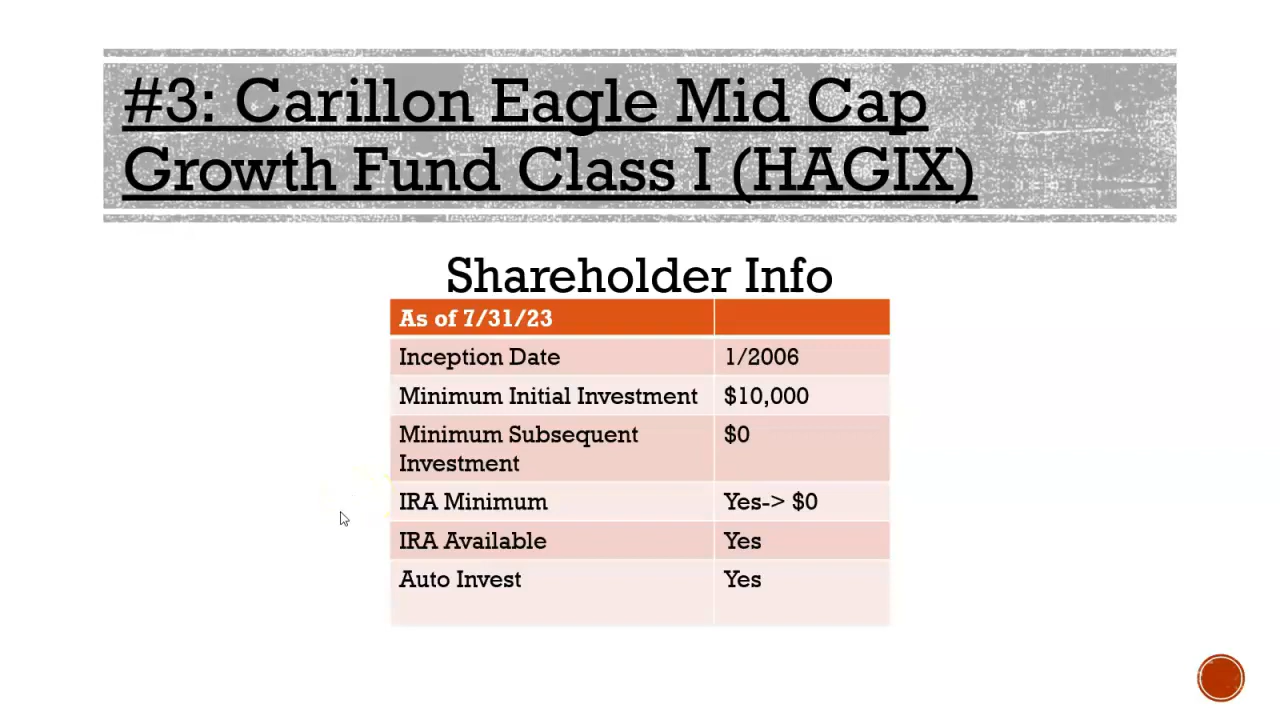 #3: Carillon Eagle Mid Cap
Growth Fund Class I (HAGIX)
Shareholder Info
As of 7/31/23
Inception Date 1/2006
Minimum Initial Investment $10,000
Minimum Subsequent $0
Investment
IRA Minimum Yes-> $0
IRA Available Yes
Auto Invest Yes